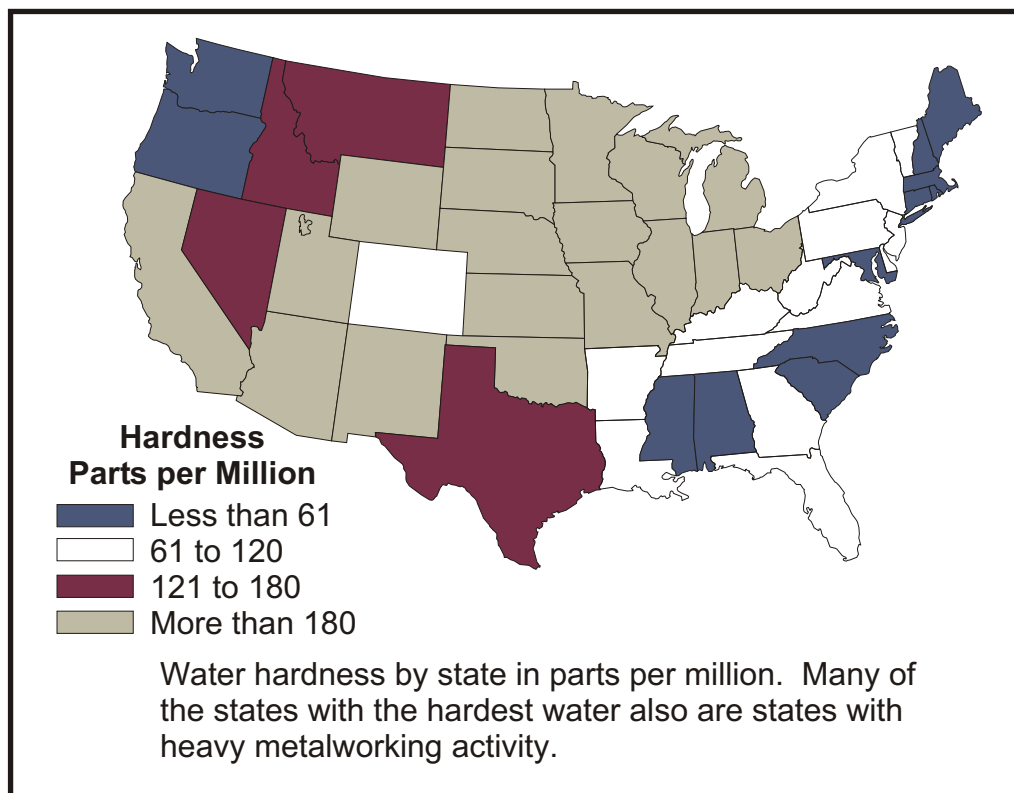 Hardness
Parts per Million
Less than 61
61 to 120
121 to 180
More than 180
Water hardness by state in parts per million.  Many of
the states with the hardest water also are states with
heavy metalworking activity.